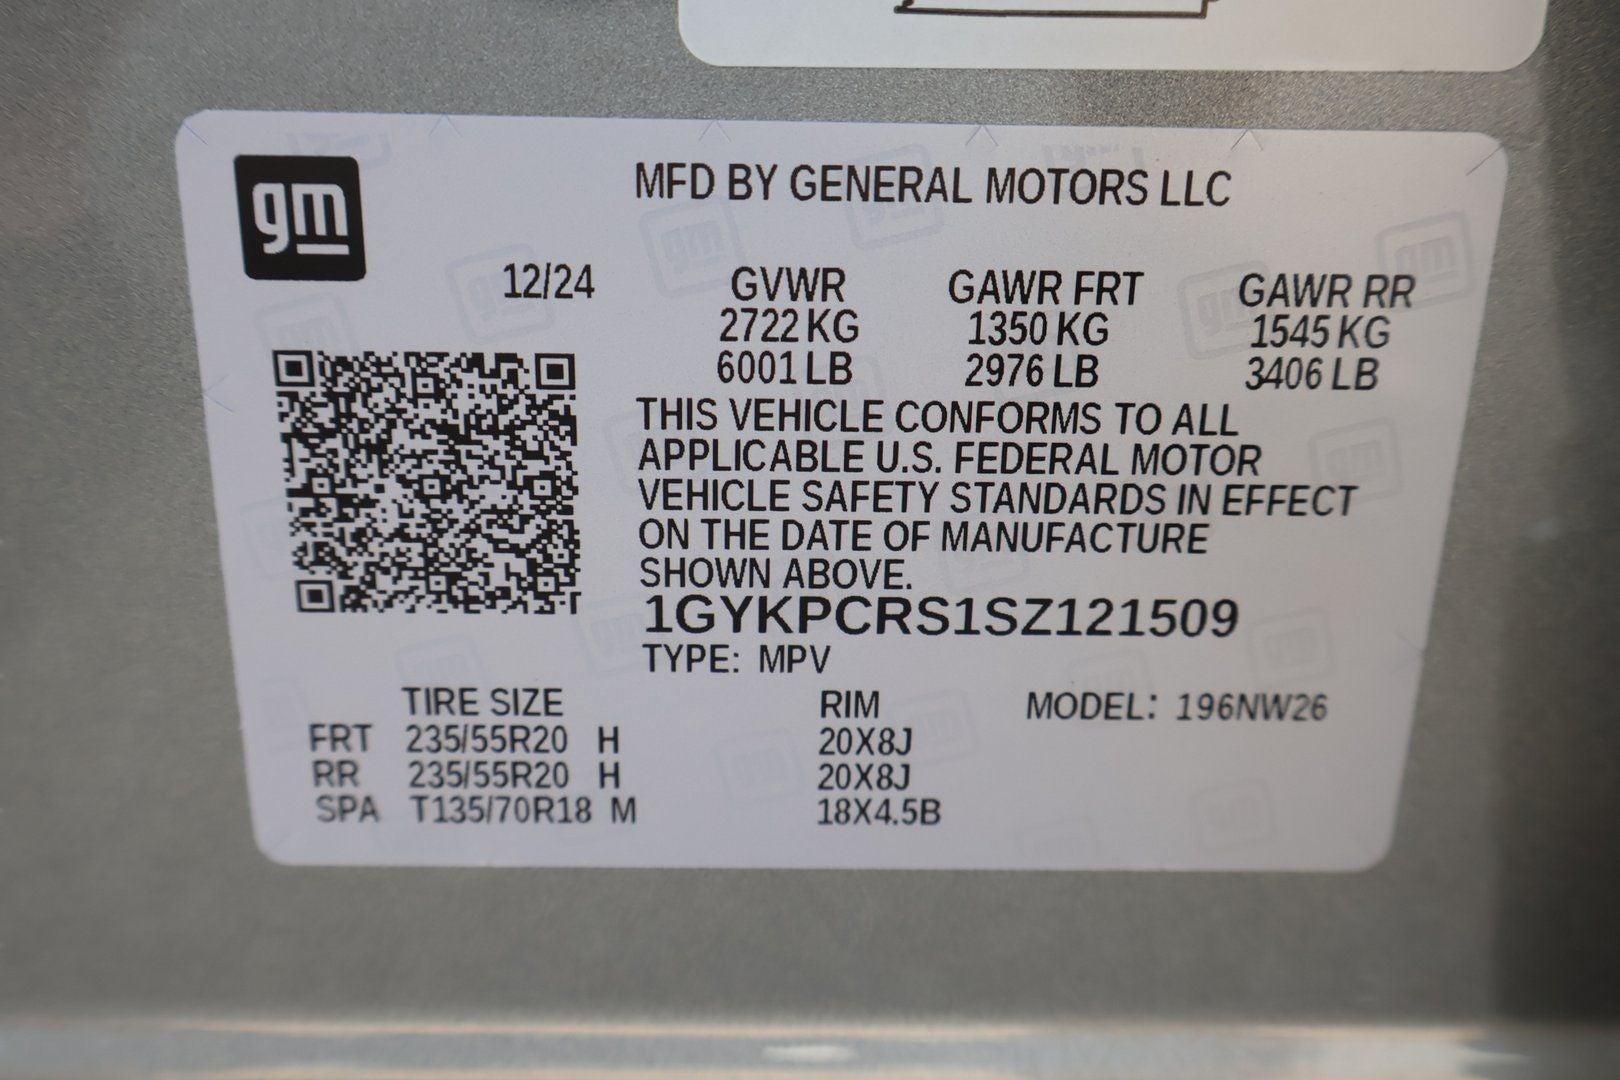 gm
MFD BY GENERAL MOTORS LLC
12/24 GVWR GAWR FRT GAWR RR
2722 KG 1350 KG 1545 KG
6001 LB 2976 LB 3406 LB
THIS VEHICLE CONFORMS TO ALL
APPLICABLE U.S. FEDERAL MOTOR
VEHICLE SAFETY STANDARDS IN EFFECT
ON THE DATE OF MANUFACTURE
SHOWN ABOVE.
1GYKPCRS1SZ121509
TYPE: MPV
TIRE SIZE RIM MODEL: 196NW26
FRT 235/55R20 H 20X8J
RR 235/55R20 H 20X8J
SPA T135/70R18 M 18X4.5B